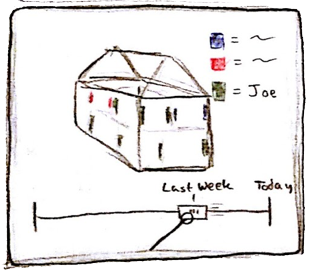 = ~
= ~
= Joe
Last Week Today